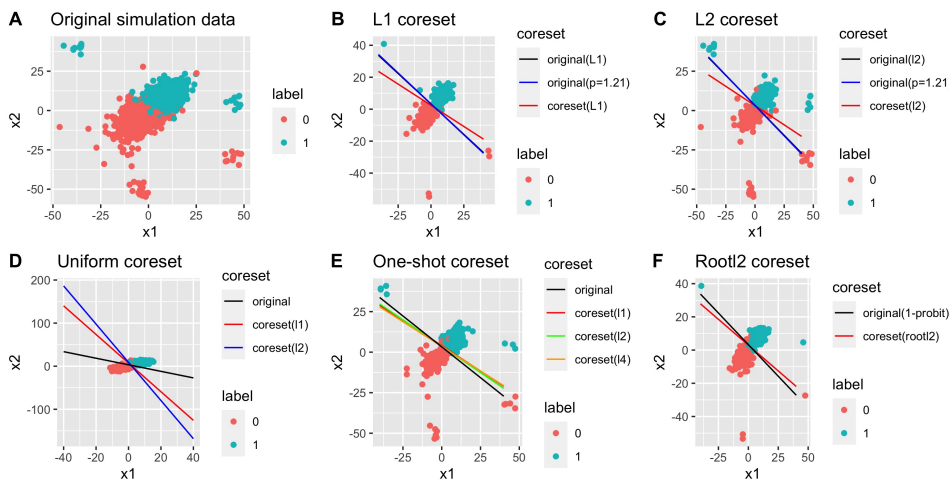 A Original simulation data
25
0
-25
-50
-50 -25 0 25 50
x1
x2
label
0
1
B L1 coreset
40
20
0
-20
-40
-50 -25 0 25 50
x1
x2
coreset
original(L1)
original(p=1.21)
coreset(L1)
label
0
1
C L2 coreset
25
0
-25
-50
-50 -25 0 25 50
x1
x2
coreset
original(l2)
original(p=1.21
coreset(l2)
label
0
1
D Uniform coreset
200
100
0
-100
-40 -20 0 20 40
x1
x2
coreset
original
coreset(l1)
coreset(l2)
label
0
1
E One-shot coreset
25
0
-25
-50
-25 0 25 50
x1
x2
coreset
original
coreset(l1)
coreset(l2)
coreset(l4)
label
0
1
F Rootl2 coreset
40
20
0
-20
-40
-25 0 25 50
x1
x2
coreset
original(1-probit)
coreset(rootl2)
label
0
1